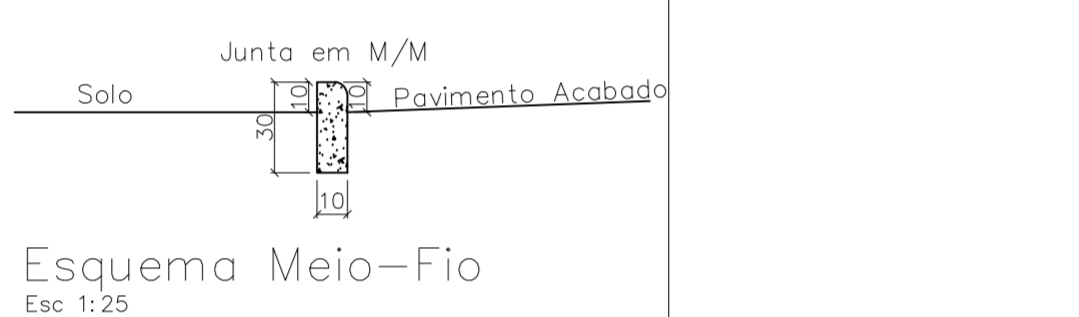 Junta em M/M
Solo
10
10
Pavimento Acabado
30
10
Esquema Meio-Fio
Esc 1:25